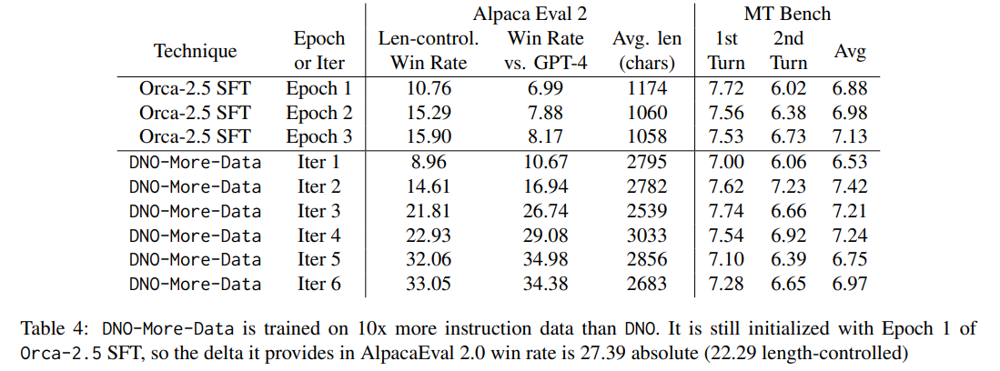 Alpaca Eval 2 MT Bench
Technique Epoch or Iter Len-control. Win Rate Win Rate vs. GPT-4 Avg. len (chars) 1st Turn 2nd Turn Avg
Orca-2.5 SFT Epoch 1 10.76 6.99 1174 7.72 6.02 6.88
Orca-2.5 SFT Epoch 2 15.29 7.88 1060 7.56 6.38 6.98
Orca-2.5 SFT Epoch 3 15.90 8.17 1058 7.53 6.73 7.13
DNO-More-Data Iter 1 8.96 10.67 2795 7.00 6.06 6.53
DNO-More-Data Iter 2 14.61 16.94 2782 7.62 7.23 7.42
DNO-More-Data Iter 3 21.81 26.74 2539 7.74 6.66 7.21
DNO-More-Data Iter 4 22.93 29.08 3033 7.54 6.92 7.24
DNO-More-Data Iter 5 32.06 34.98 2856 7.10 6.39 6.75
DNO-More-Data Iter 6 33.05 34.38 2683 7.28 6.65 6.97
Table 4: DNO-More-Data is trained on 10x more instruction data than DNO. It is still initialized with Epoch 1 of
Orca-2.5 SFT, so the delta it provides in AlpacaEval 2.0 win rate is 27.39 absolute (22.29 length-controlled)